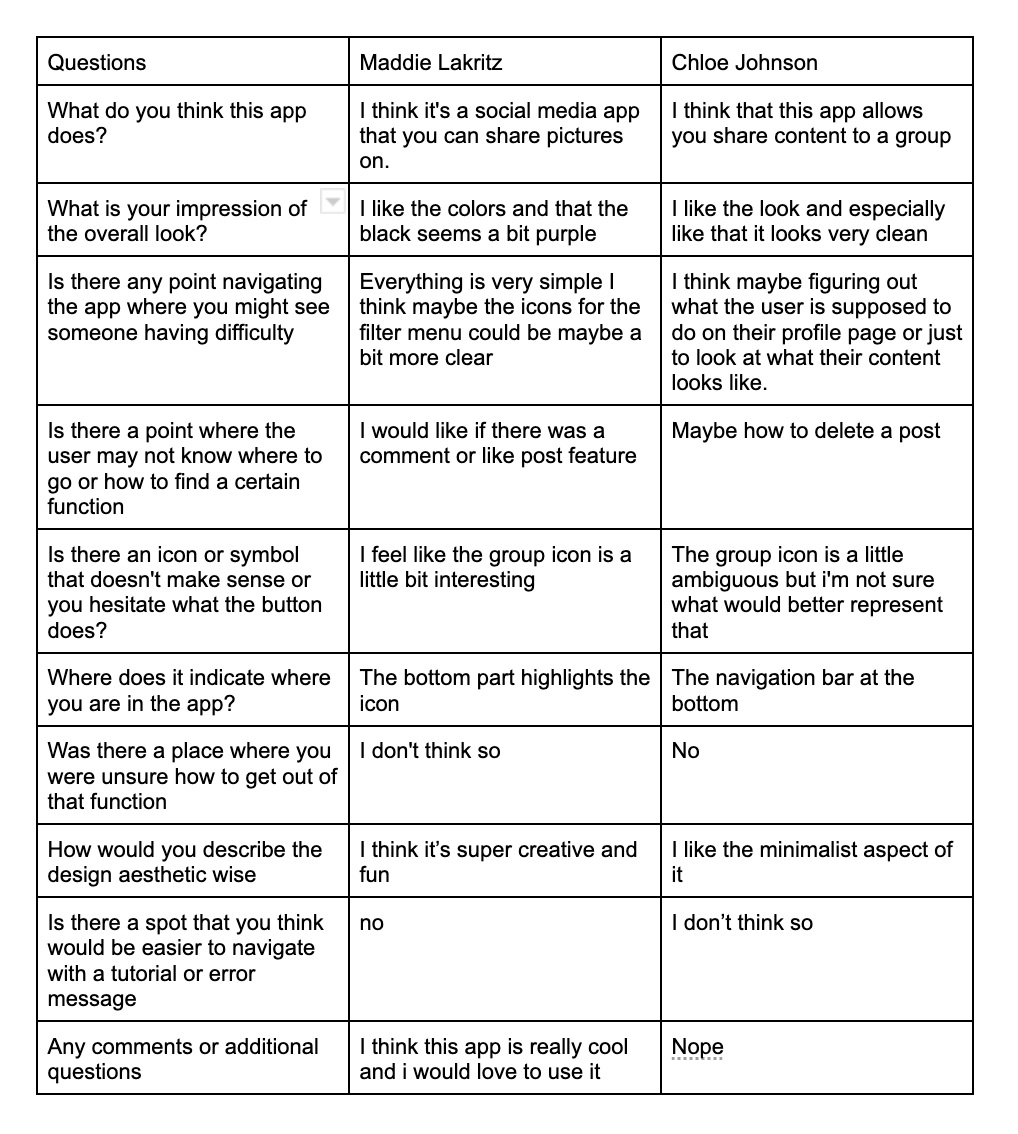 Questions
Maddie Lakritz
Chloe Johnson
What do you think this app
does?
I think it's a social media app
that you can share pictures
on.
I think that this app allows
you share content to a group
What is your impression of
the overall look?
I like the colors and that the
black seems a bit purple
I like the look and especially
like that it looks very clean
Is there any point navigating
the app where you might see
someone having difficulty
Everything is very simple I
think maybe the icons for the
filter menu could be maybe a
bit more clear
I think maybe figuring out
what the user is supposed to
do on their profile page or just
to look at what their content
looks like.
Is there a point where the
user may not know where to
go or how to find a certain
function
I would like if there was a
comment or like post feature
Maybe how to delete a post
Is there an icon or symbol
that doesn't make sense or
you hesitate what the button
does?
I feel like the group icon is a
little bit interesting
The group icon is a little
ambiguous but i'm not sure
what would better represent
that
Where does it indicate where
you are in the app?
The bottom part highlights the
icon
The navigation bar at the
bottom
Was there a place where you
were unsure how to get out of
that function
I don't think so
No
How would you describe the
design aesthetic wise
I think it’s super creative and
fun
I like the minimalist aspect of
it
Is there a spot that you think
would be easier to navigate
with a tutorial or error
message
no
I don’t think so
Any comments or additional
questions
I think this app is really cool
and i would love to use it
Nope